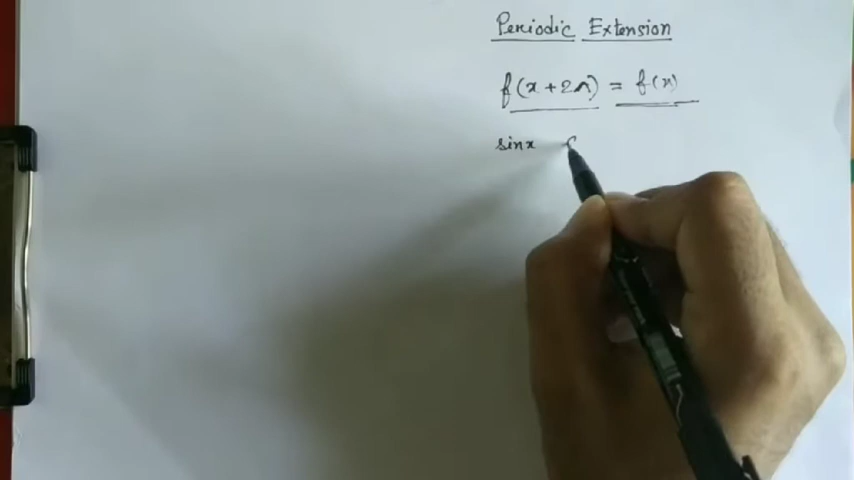 Periodic Extension
f(x+2π) = f(x)
sinx c